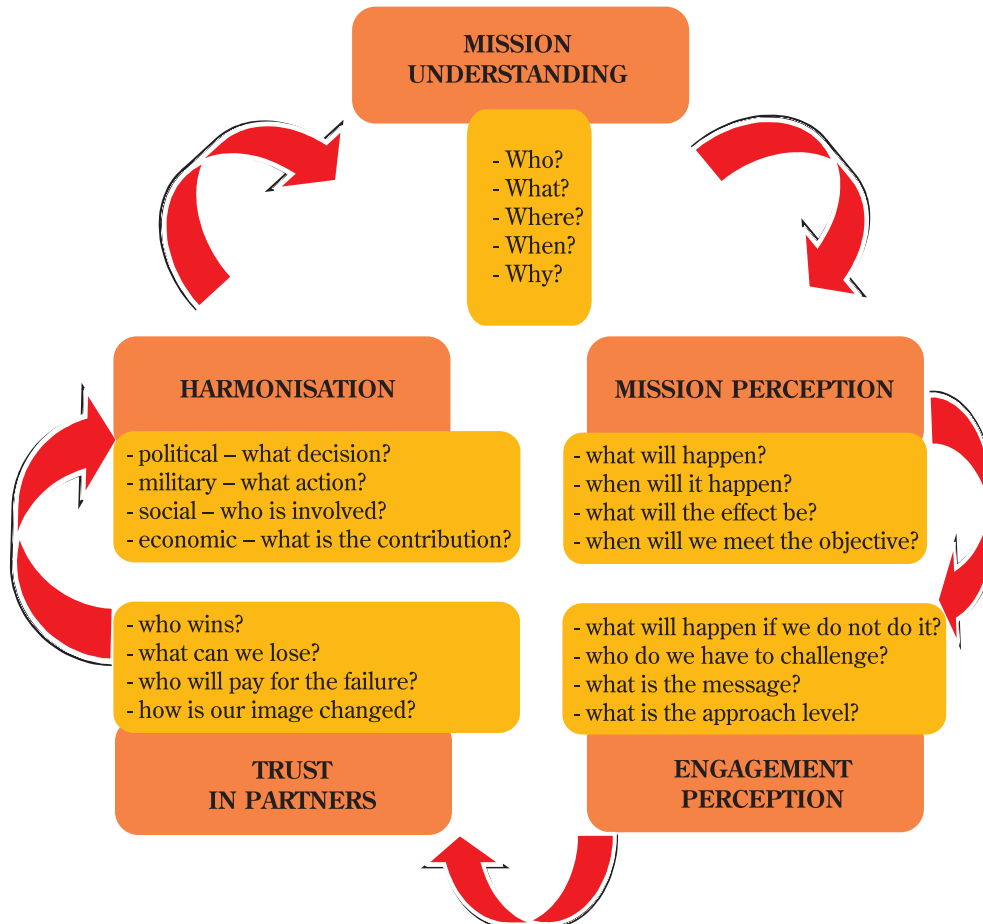 MISSION
UNDERSTANDING
- Who?
- What?
- Where?
- When?
- Why?
HARMONISATION
- political – what decision?
- military – what action?
- social – who is involved?
- economic – what is the contribution?
MISSION PERCEPTION
- what will happen?
- when will it happen?
- what will the effect be?
- when will we meet the objective?
- who wins?
- what can we lose?
- who will pay for the failure?
- how is our image changed?
TRUST
IN PARTNERS
- what will happen if we do not do it?
- who do we have to challenge?
- what is the message?
- what is the approach level?
ENGAGEMENT
PERCEPTION